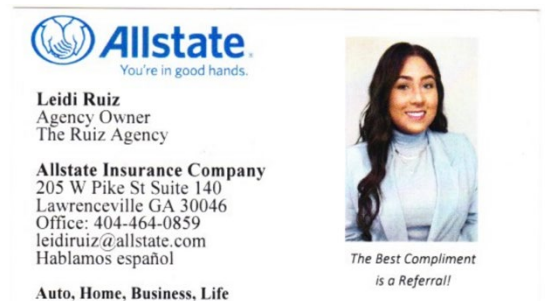 Allstate.
You're in good hands.
Leidi Ruiz
Agency Owner
The Ruiz Agency
Allstate Insurance Company
205 W Pike St Suite 140
Lawrenceville GA 30046
Office: 404-464-0859
leidiruiz@allstate.com
Hablamos español
Auto, Home, Business, Life
The Best Compliment
is a Referral!